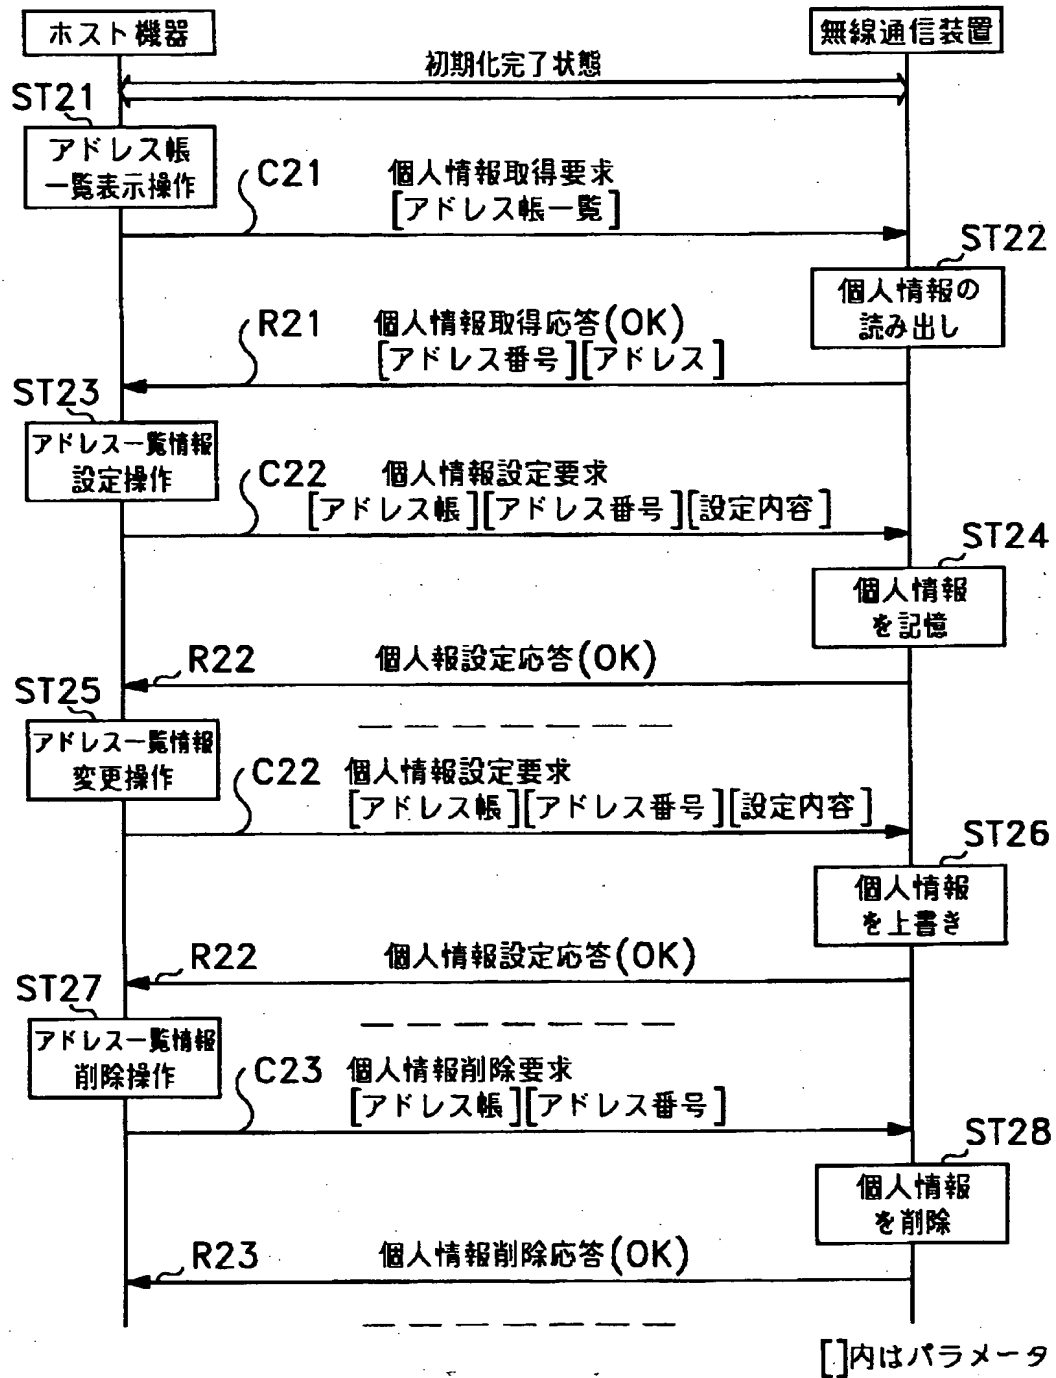 ホスト機器
無線通信装置
初期化完了状態
ST21
アドレス帳
一覧表示操作
C21
個人情報取得要求
[アドレス帳一覧]
ST22
個人情報の
読み出し
R21
個人情報取得応答(OK)
[アドレス番号][アドレス]
ST23
アドレス一覧情報
設定操作
C22
個人情報設定要求
[アドレス帳][アドレス番号][設定内容]
ST24
個人情報
を記憶
R22
個人報設定応答(OK)
ST25
アドレス一覧情報
変更操作
C22
個人情報設定要求
[アドレス帳][アドレス番号][設定内容]
ST26
個人情報
を上書き
R22
個人情報設定応答(OK)
ST27
アドレス一覧情報
削除操作
C23
個人情報削除要求
[アドレス帳][アドレス番号]
ST28
個人情報
を削除
R23
個人情報削除応答(OK)
[]内はパラメータ